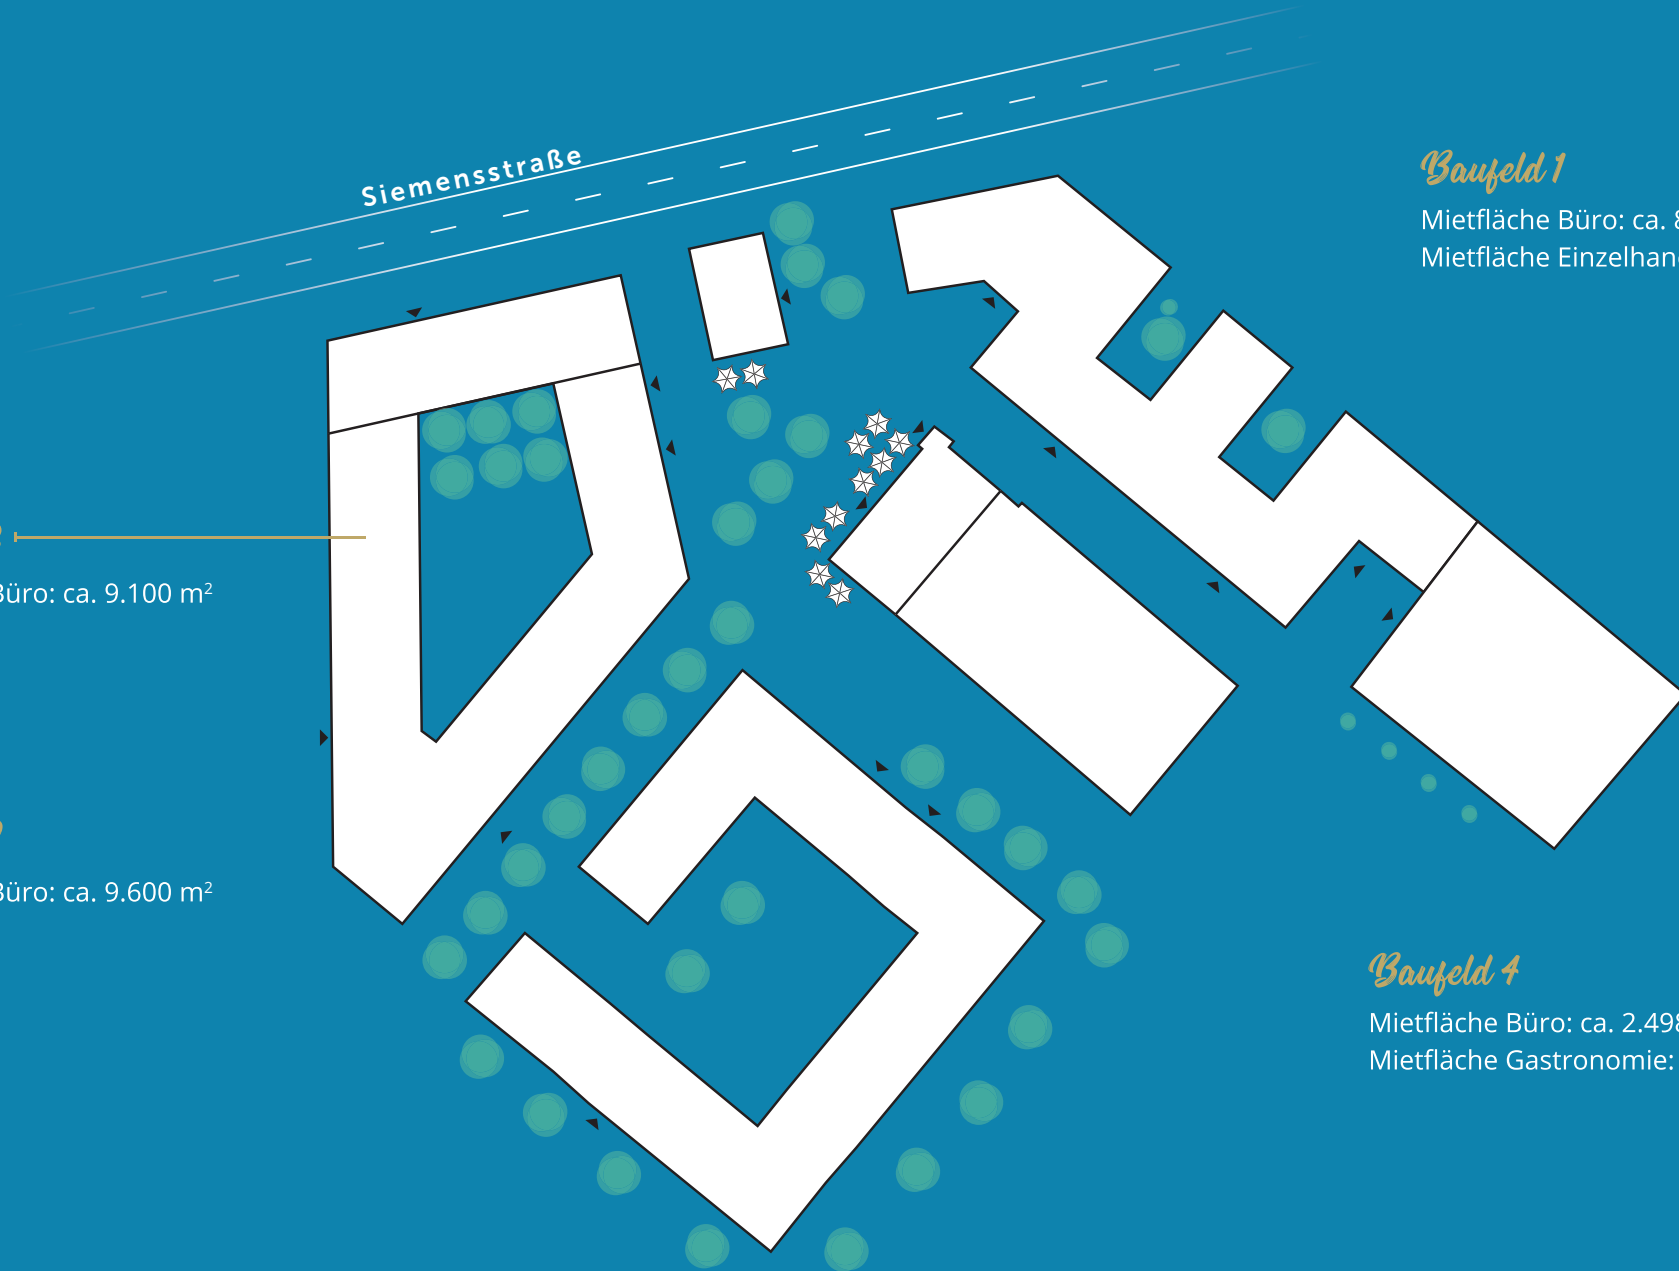 Siemensstraße
Baufeld 1
Mietfläche Büro: ca.
Mietfläche Einzelhan
Büro: ca. 9.100 m²
Büro: ca. 9.600 m²
Baufeld 4
Mietfläche Büro: ca. 2.498
Mietfläche Gastronomie: